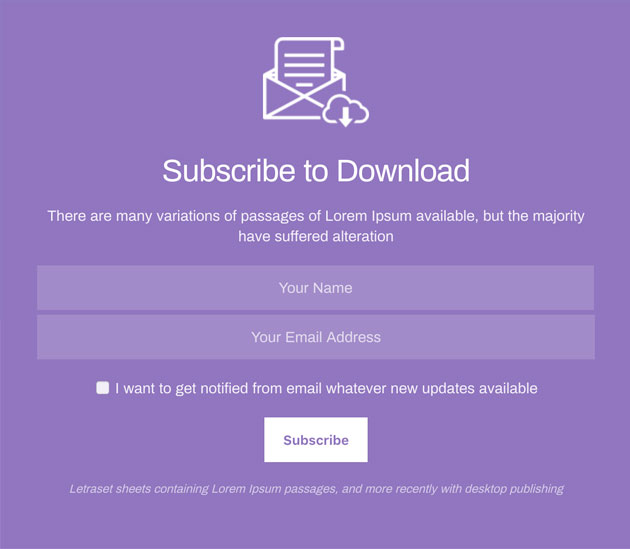 Subscribe to Download
There are many variations of passages of Lorem Ipsum available, but the majority
have suffered alteration
Your Name
Your Email Address
I want to get notified from email whatever new updates available
Subscribe
Letraset sheets containing Lorem Ipsum passages, and more recently with desktop publishing